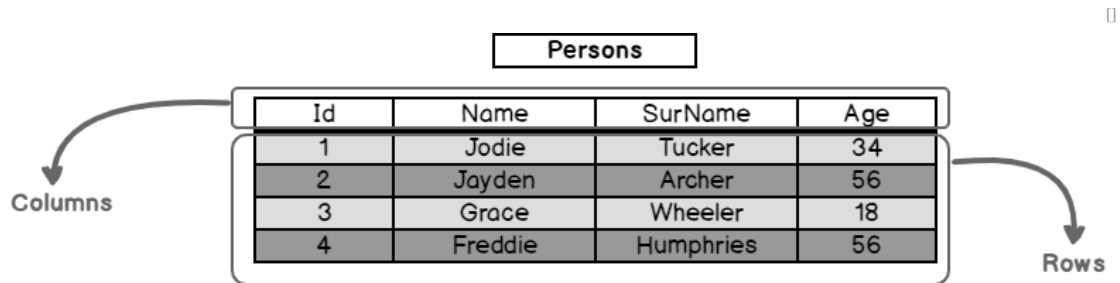 Persons
Id Name SurName Age
1 Jodie Tucker 34
2 Jayden Archer 56
3 Grace Wheeler 18
4 Freddie Humphries 56
Columns
Rows